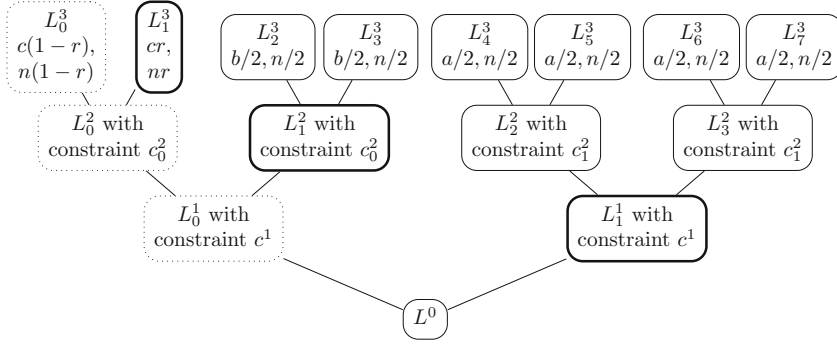 L_0^3
c(1 − r),
n(1 − r)
L_1^3
cr,
nr
L_2^3
b/2, n/2
L_3^3
b/2, n/2
L_4^3
a/2, n/2
L_5^3
a/2, n/2
L_6^3
a/2, n/2
L_7^3
a/2, n/2
L_0^2 with
constraint c_0^2
L_1^2 with
constraint c_0^2
L_2^2 with
constraint c_1^2
L_3^2 with
constraint c_1^2
L_0^1 with
constraint c^1
L_1^1 with
constraint c^1
L^0